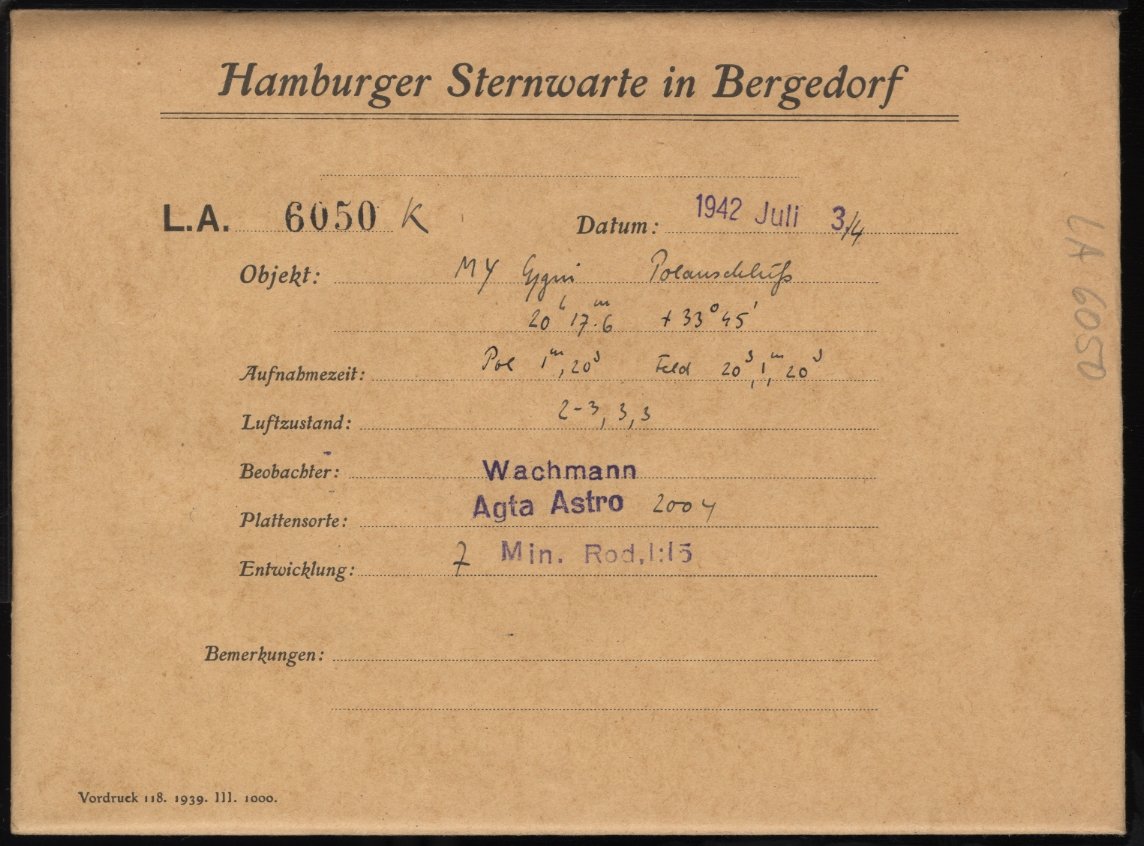 Hamburger Sternwarte in Bergedorf
L.A. 6050 K Datum: 1942 Juli 3/4
Objekt: MY Cygni Polanschluß
20ʰ 17ᵐ.6 + 33° 45'
Aufnahmezeit: Pol 1ᵐ, 20ˢ Feld 20ˢ, 1ᵐ, 20ˢ
Luftzustand: 2-3, 3, 3
Beobachter: Wachmann
Plattensorte: Agfa Astro 2004
Entwicklung: 7 Min. Rod, 1:15
Bemerkungen:
Vordruck 118. 1939. III. 1000.
LA 6050